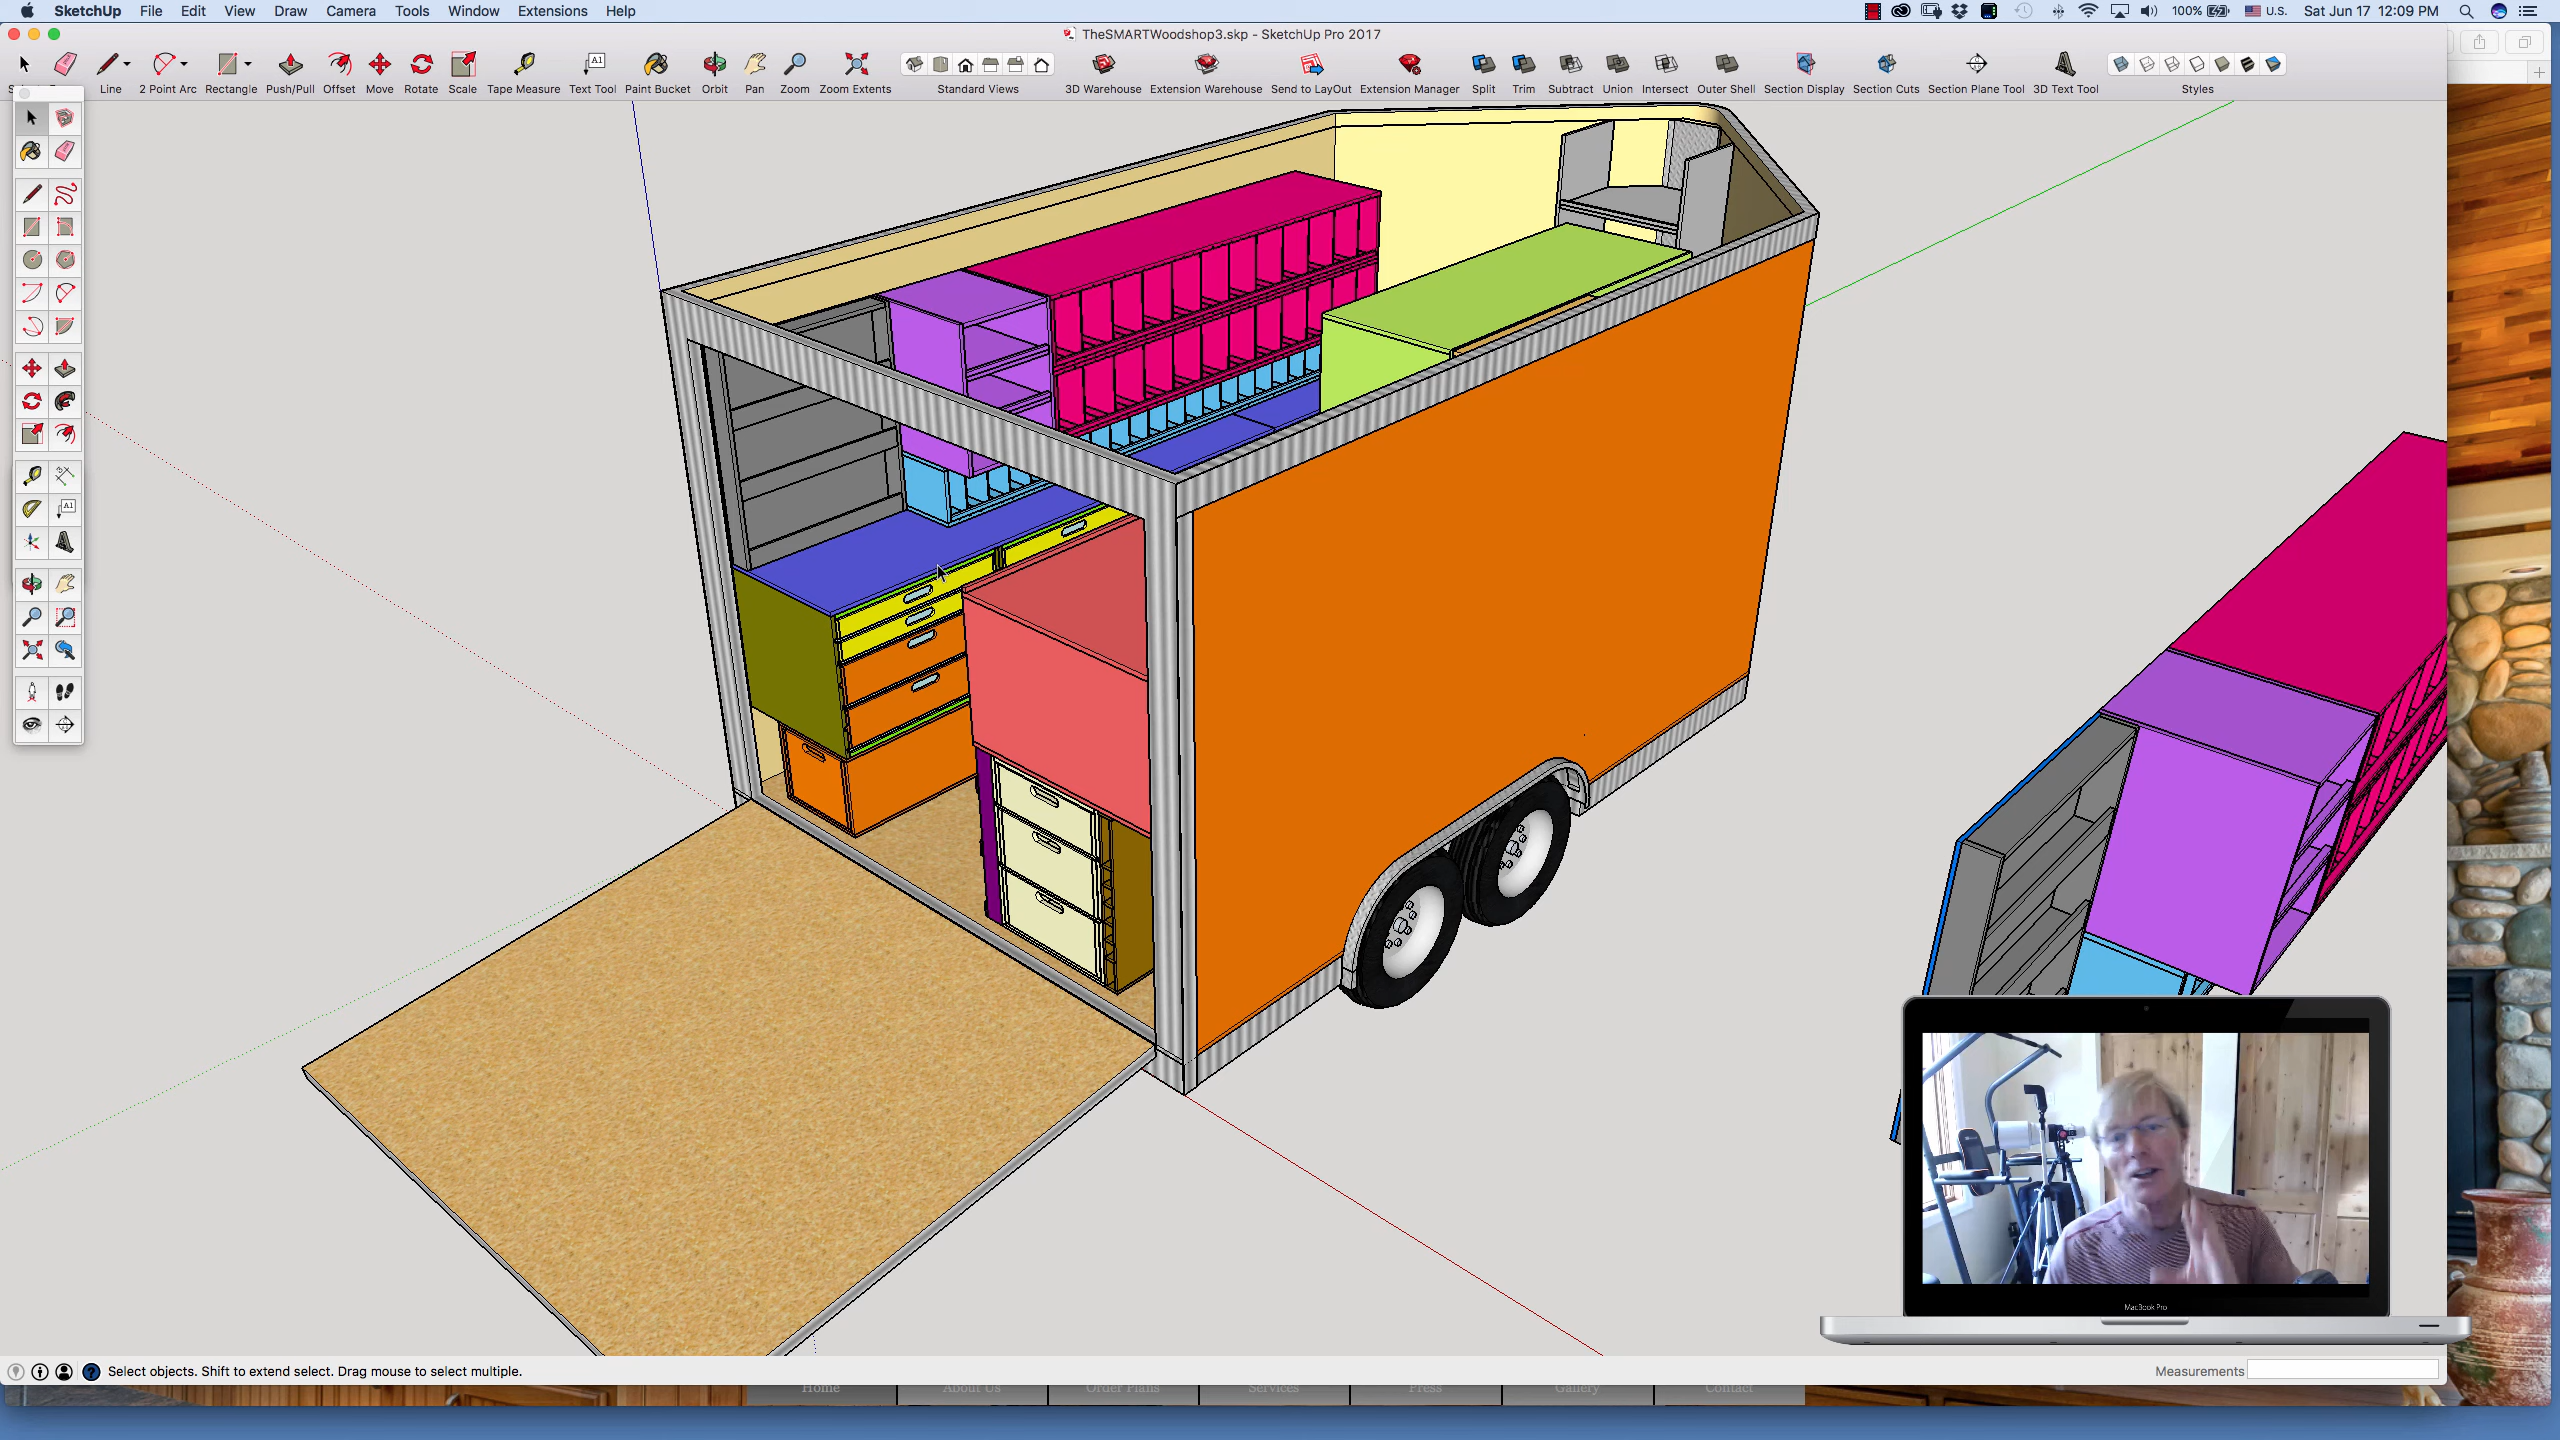 SketchUp File Edit View Draw Camera Tools Window Extensions Help
100% U.S. Sat Jun 17 12:09 PM
TheSMARTWoodshop3.skp - SketchUp Pro 2017
Line 2 Point Arc Rectangle Push/Pull Offset Move Rotate Scale Tape Measure Text Tool Paint Bucket Orbit Pan Zoom Zoom Extents Standard Views 3D Warehouse Extension Warehouse Send to LayOut Extension Manager Split Trim Subtract Union Intersect Outer Shell Section Display Section Cuts Section Plane Tool 3D Text Tool Styles
A1
A1
MacBook Pro
Select objects. Shift to extend select. Drag mouse to select multiple.
Measurements
Home About Us Order Plans Services Press Gallery Contact